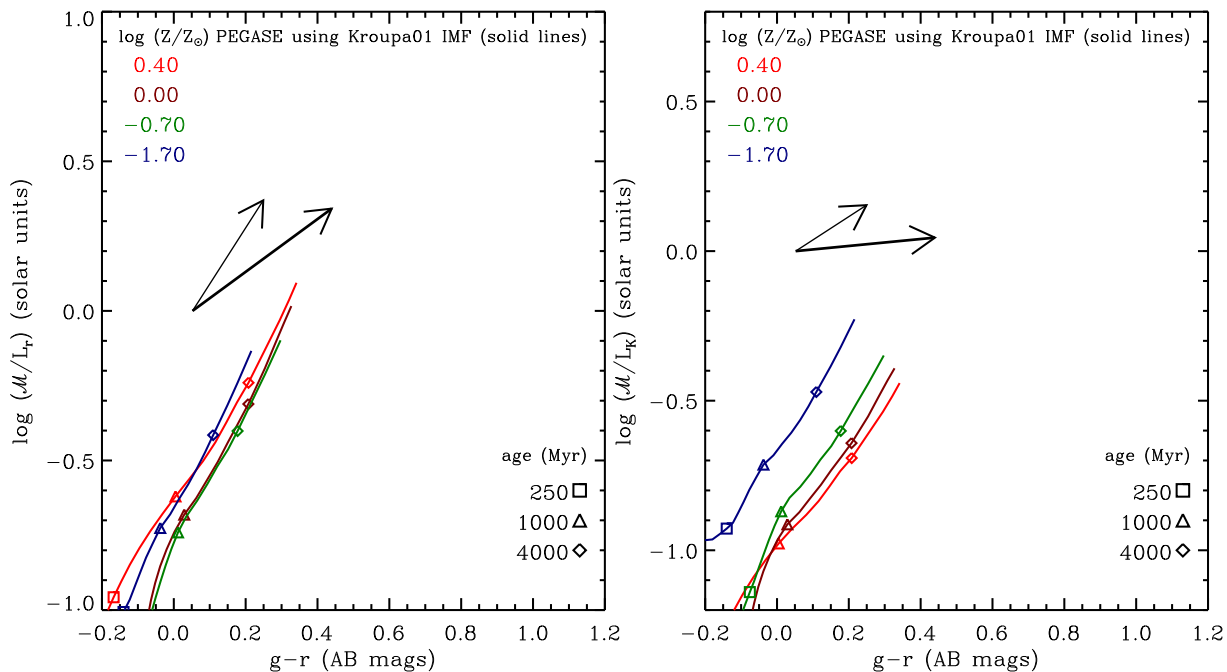 log (Z/Z☉) PEGASE using Kroupa01 IMF (solid lines)
0.40
0.00
−0.70
−1.70
1.0
0.5
0.0
−0.5
−1.0
log (ℳ/Lr) (solar units)
age (Myr)
250
1000
4000
−0.2 0.0 0.2 0.4 0.6 0.8 1.0 1.2
g−r (AB mags)
log (Z/Z☉) PEGASE using Kroupa01 IMF (solid lines)
0.40
0.00
−0.70
−1.70
0.5
0.0
−0.5
−1.0
log (ℳ/LK) (solar units)
age (Myr)
250
1000
4000
−0.2 0.0 0.2 0.4 0.6 0.8 1.0 1.2
g−r (AB mags)